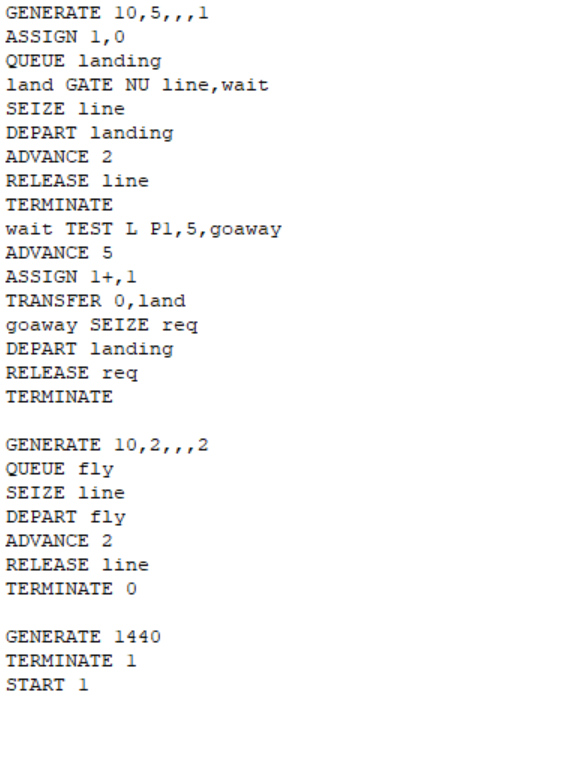 GENERATE 10,5,,,1
ASSIGN 1,0
QUEUE landing
land GATE NU line,wait
SEIZE line
DEPART landing
ADVANCE 2
RELEASE line
TERMINATE
wait TEST L P1,5,goaway
ADVANCE 5
ASSIGN 1+,1
TRANSFER 0,land
goaway SEIZE req
DEPART landing
RELEASE req
TERMINATE

GENERATE 10,2,,,2
QUEUE fly
SEIZE line
DEPART fly
ADVANCE 2
RELEASE line
TERMINATE 0

GENERATE 1440
TERMINATE 1
START 1